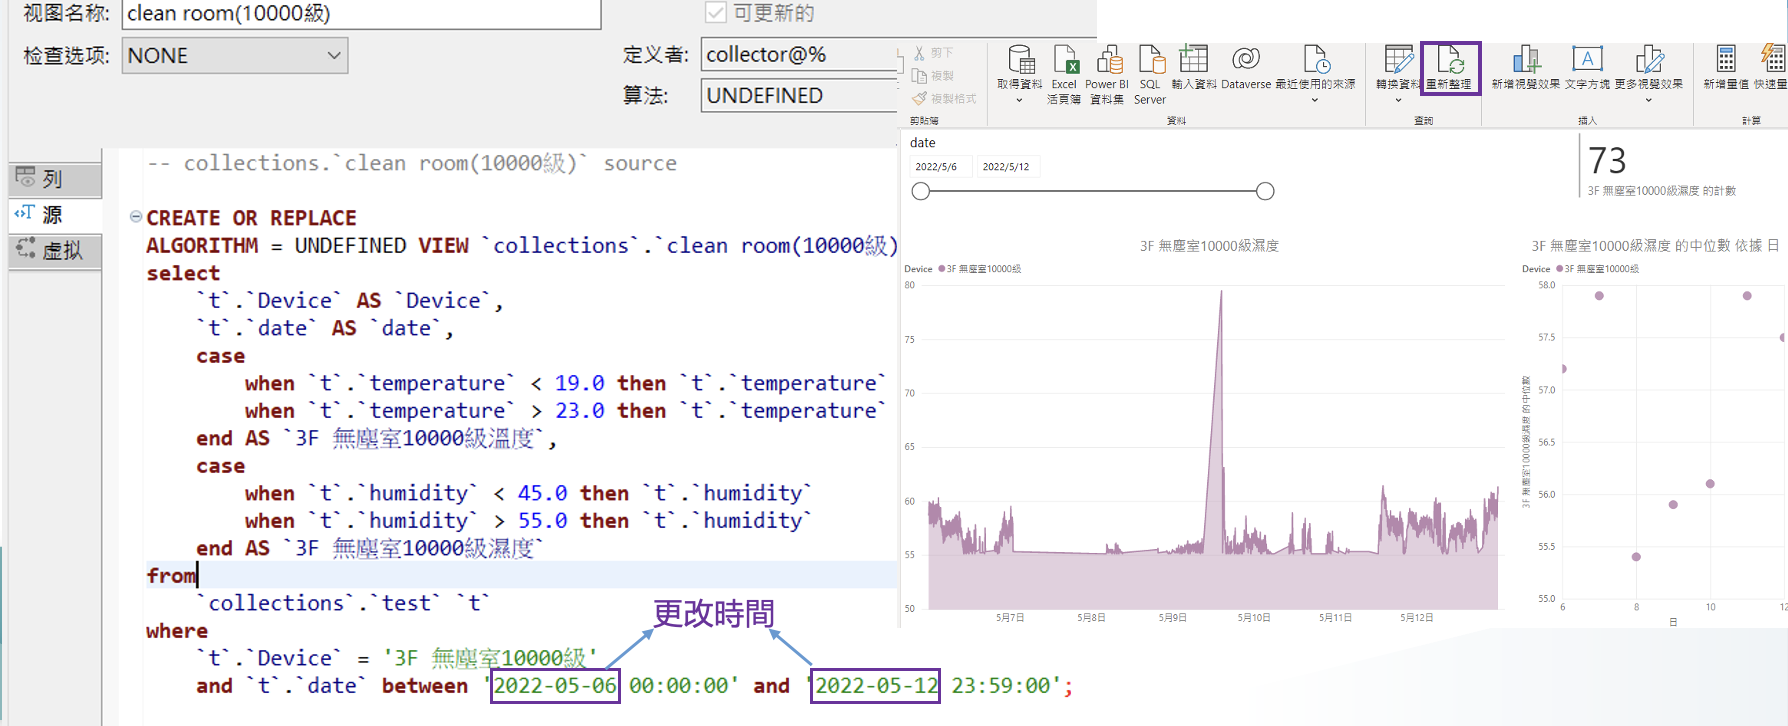 视图名称: clean room(10000級) 可更新的
检查选项: NONE 定义者: collector@%
算法: UNDEFINED
列
源
虚拟
-- collections.`clean room(10000級)` source
CREATE OR REPLACE
ALGORITHM = UNDEFINED VIEW `collections`.`clean room(10000級)
select
`t`.`Device` AS `Device`,
`t`.`date` AS `date`,
case
when `t`.`temperature` < 19.0 then `t`.`temperature`
when `t`.`temperature` > 23.0 then `t`.`temperature`
end AS `3F 無塵室10000級溫度`,
case
when `t`.`humidity` < 45.0 then `t`.`humidity`
when `t`.`humidity` > 55.0 then `t`.`humidity`
end AS `3F 無塵室10000級濕度`
from
`collections`.`test` `t`
where
`t`.`Device` = '3F 無塵室10000級'
and `t`.`date` between '2022-05-06 00:00:00' and '2022-05-12 23:59:00';
更改時間
剪下
複製
複製格式
剪貼簿
取得資料
Excel
活頁簿
Power BI
資料集
SQL
Server
輸入資料
Dataverse
最近使用的來源
資料
轉換資料
重新整理
查詢
新增視覺效果
文字方塊
更多視覺效果
插入
新增量值
快速量
計算
date
2022/5/6 2022/5/12
73
3F 無塵室10000級濕度 的計數
3F 無塵室10000級濕度
Device 3F 無塵室10000級
80
75
70
65
60
55
50
5月7日 5月8日 5月9日 5月10日 5月11日 5月12日
3F 無塵室10000級濕度 的中位數 依據 日
Device 3F 無塵室10000級
3F 無塵室10000級濕度 的中位數
58.0
57.5
57.0
56.5
56.0
55.5
55.0
6 8 10 12
日